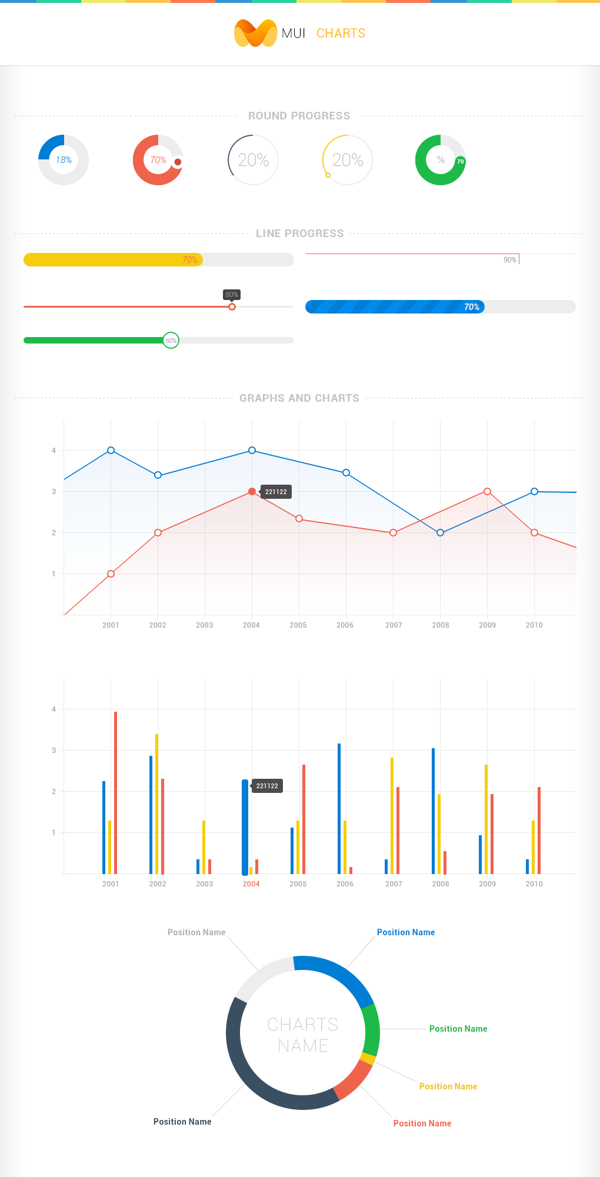 MUI CHARTS
ROUND PROGRESS
18%
70%
20%
20%
%
70
LINE PROGRESS
70%
90%
80%
70%
60%
GRAPHS AND CHARTS
4
3
221122
2
1
2001 2002 2003 2004 2005 2006 2007 2008 2009 2010
4
3
221122
2
1
2001 2002 2003 2004 2005 2006 2007 2008 2009 2010
Position Name
Position Name
CHARTS
NAME
Position Name
Position Name
Position Name
Position Name